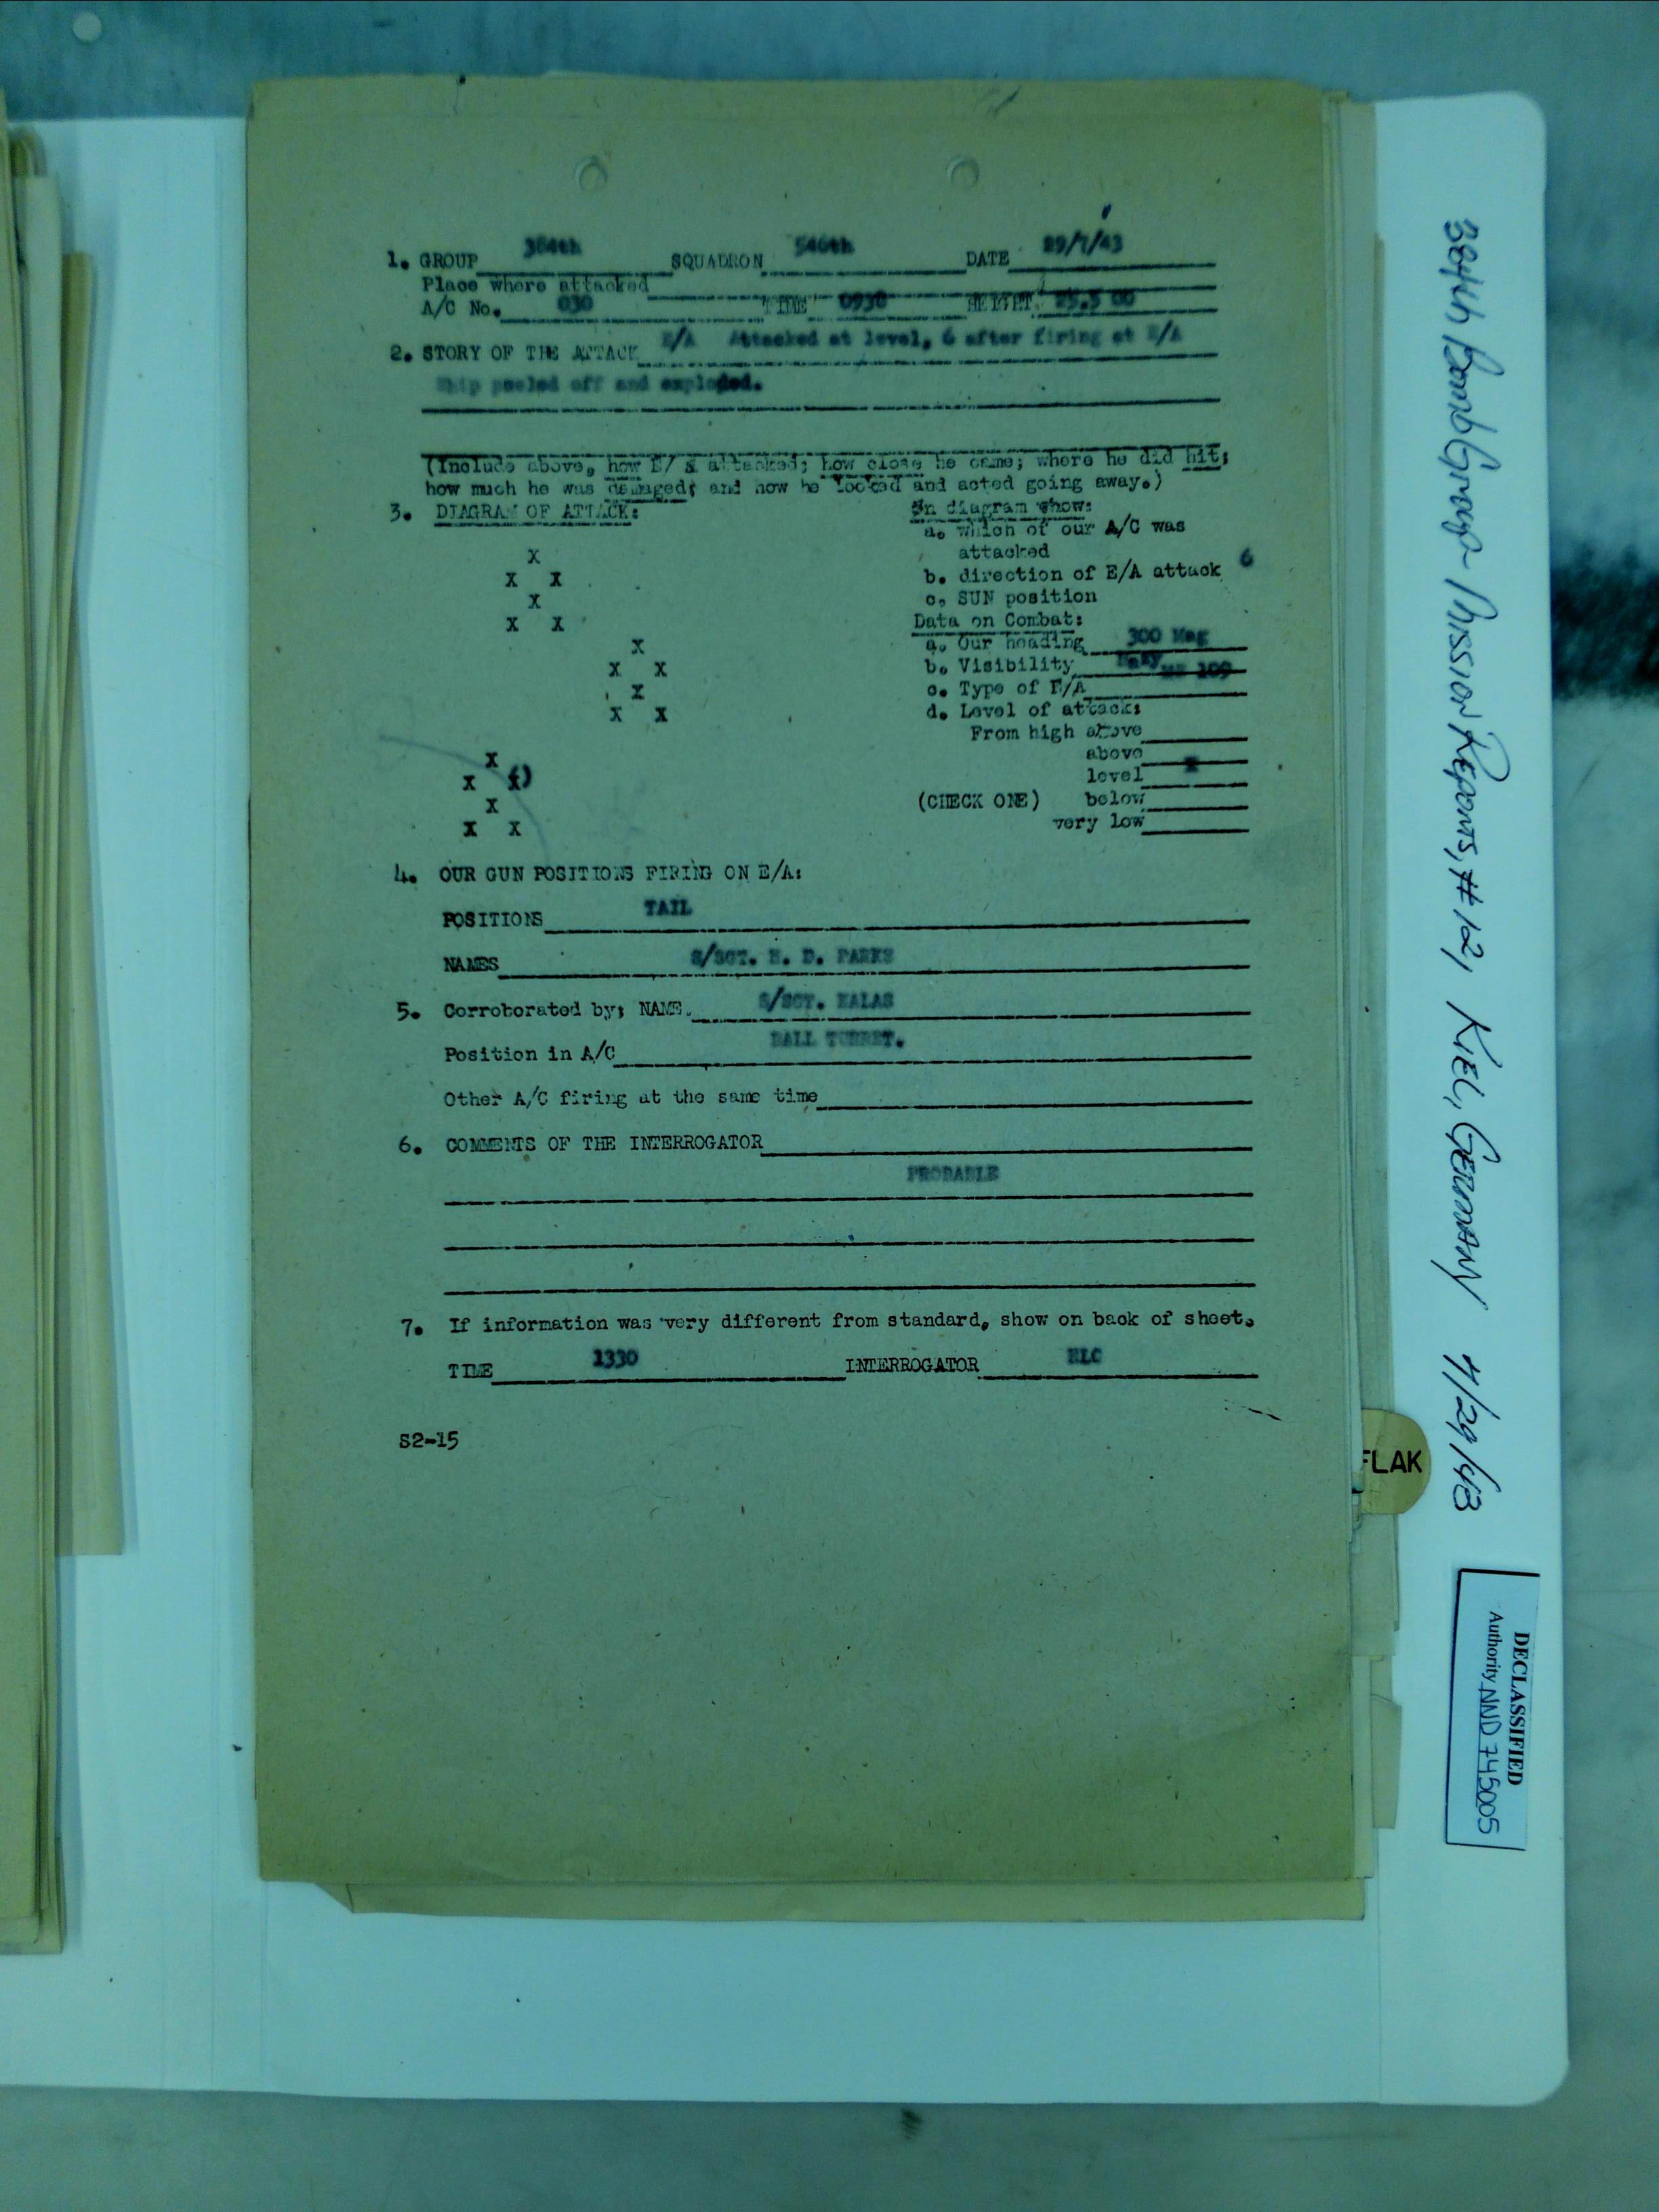 1. GROUP 384th SQUADRON 546th DATE 29/7/43
Place where attacked
A/C No. 030 TIME 0938 HEIGHT. 25.5 00
2. STORY OF THE ATTACK E/A Attacked at level, 6 after firing at E/A
Ship peeled off and exploded.
(Include above, how E/A attacked; how close he came; where he did hit;
how much he was damaged; and how he looked and acted going away.)
3. DIAGRAM OF ATTACK:
In diagram show:
a. which of our A/C was
attacked
b. direction of E/A attack 6
c. SUN position
Data on Combat:
a. Our heading 300 Mag
b. Visibility Hazy
c. Type of E/A ME 109
d. Level of attack:
From high above
above
level x
(CHECK ONE) below
very low
X
X X
X
X X
X
X X
X
X X
X
X (X)
X
X X
4. OUR GUN POSITIONS FIRING ON E/A:
POSITIONS TAIL
NAMES S/SGT. H. D. PARKS
5. Corroborated by; NAME. S/SGT. KALAS
Position in A/C BALL TURRET.
Other A/C firing at the same time
6. COMMENTS OF THE INTERROGATOR
PROBABLE
7. If information was very different from standard, show on back of sheet.
TIME 1330 INTERROGATOR
S2-15
FLAK
384th Bomb Group Mission Reports, #12, KIEL, GERMANY 7/29/43
DECLASSIFIED
Authority NND 745005